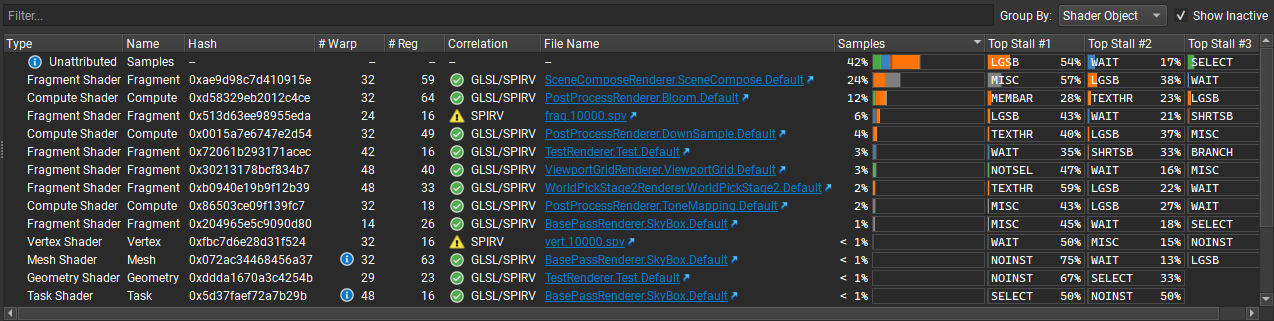 Filter... Group By: Shader Object Show Inactive
Type Name Hash # Warp # Reg Correlation File Name Samples Top Stall #1 Top Stall #2 Top Stall #3
Unattributed Samples – – – – – 42% LGSB 54% WAIT 17% SELECT
Fragment Shader Fragment 0xae9d98c7d410915e 32 59 GLSL/SPIRV SceneComposeRenderer.SceneCompose.Default 24% MISC 57% LGSB 38% WAIT
Compute Shader Compute 0xd58329eb2012c4ce 32 64 GLSL/SPIRV PostProcessRenderer.Bloom.Default 12% MEMBAR 28% TEXTHR 23% LGSB
Fragment Shader Fragment 0x513d63ee98955eda 24 16 SPIRV frag.10000.spv 6% LGSB 43% WAIT 21% SHRTSB
Compute Shader Compute 0x0015a7e6747e2d54 32 49 GLSL/SPIRV PostProcessRenderer.DownSample.Default 4% TEXTHR 40% LGSB 37% MISC
Fragment Shader Fragment 0x72061b293171acec 42 16 GLSL/SPIRV TestRenderer.Test.Default 3% WAIT 35% SHRTSB 33% BRANCH
Fragment Shader Fragment 0x30213178bcf837ee 48 40 GLSL/SPIRV ViewportGridRenderer.ViewportGrid.Default 3% NOTSEL 47% WAIT 16% MISC
Fragment Shader Fragment 0xb0940e19b9f12b39 48 33 GLSL/SPIRV WorldPickStage2Renderer.WorldPickStage2.Default 2% TEXTHR 59% LGSB 22% WAIT
Compute Shader Compute 0x86503ce09f139fc7 32 18 GLSL/SPIRV PostProcessRenderer.ToneMapping.Default 2% MISC 43% LGSB 27% WAIT
Fragment Shader Fragment 0x204965e5c9090d80 14 26 GLSL/SPIRV BasePassRenderer.SkyBox.Default 1% MISC 45% WAIT 18% SELECT
Vertex Shader Vertex 0xfbc7d6e28d31f524 32 16 SPIRV vert.10000.spv < 1% WAIT 50% MISC 15% NOINST
Mesh Shader Mesh 0x072ac34468456a37 32 63 GLSL/SPIRV BasePassRenderer.SkyBox.Default < 1% NOINST 75% WAIT 13% LGSB
Geometry Shader Geometry 0xddda1670a3c4254b 29 23 GLSL/SPIRV TestRenderer.Test.Default < 1% NOINST 67% SELECT 33%
Task Shader Task 0x5d37faef72a7b29b 48 16 GLSL/SPIRV BasePassRenderer.SkyBox.Default < 1% SELECT 50% NOINST 50%